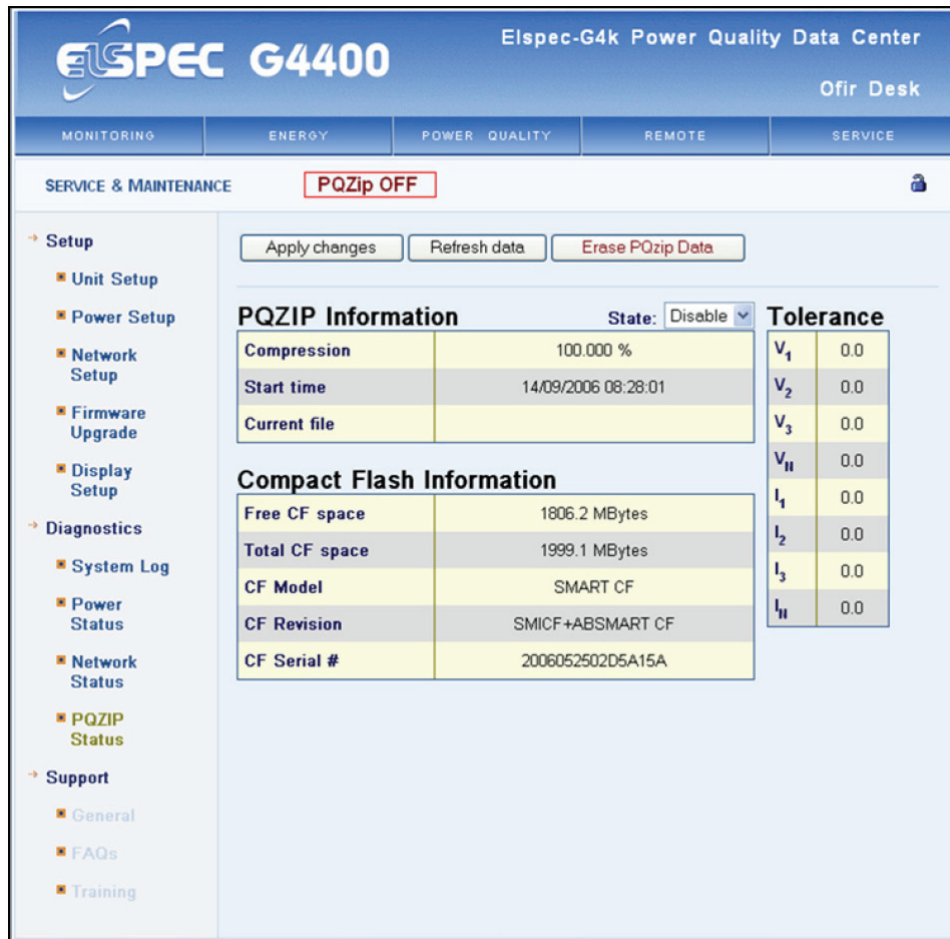 ELSPEC G4400
Elspec-G4k Power Quality Data Center
Ofir Desk
MONITORING ENERGY POWER QUALITY REMOTE SERVICE
SERVICE & MAINTENANCE PQZip OFF
Setup
Unit Setup
Power Setup
Network
Setup
Firmware
Upgrade
Display
Setup
Diagnostics
System Log
Power
Status
Network
Status
PQZIP
Status
Support
General
FAQs
Training
Apply changes Refresh data Erase PQzip Data
PQZIP Information State: Disable
Compression 100.000 %
Start time 14/09/2006 08:28:01
Current file
Compact Flash Information
Free CF space 1806.2 MBytes
Total CF space 1999.1 MBytes
CF Model SMART CF
CF Revision SMICF+ABSMART CF
CF Serial # 2006052502D5A15A
Tolerance
V1 0.0
V2 0.0
V3 0.0
VN 0.0
I1 0.0
I2 0.0
I3 0.0
IN 0.0